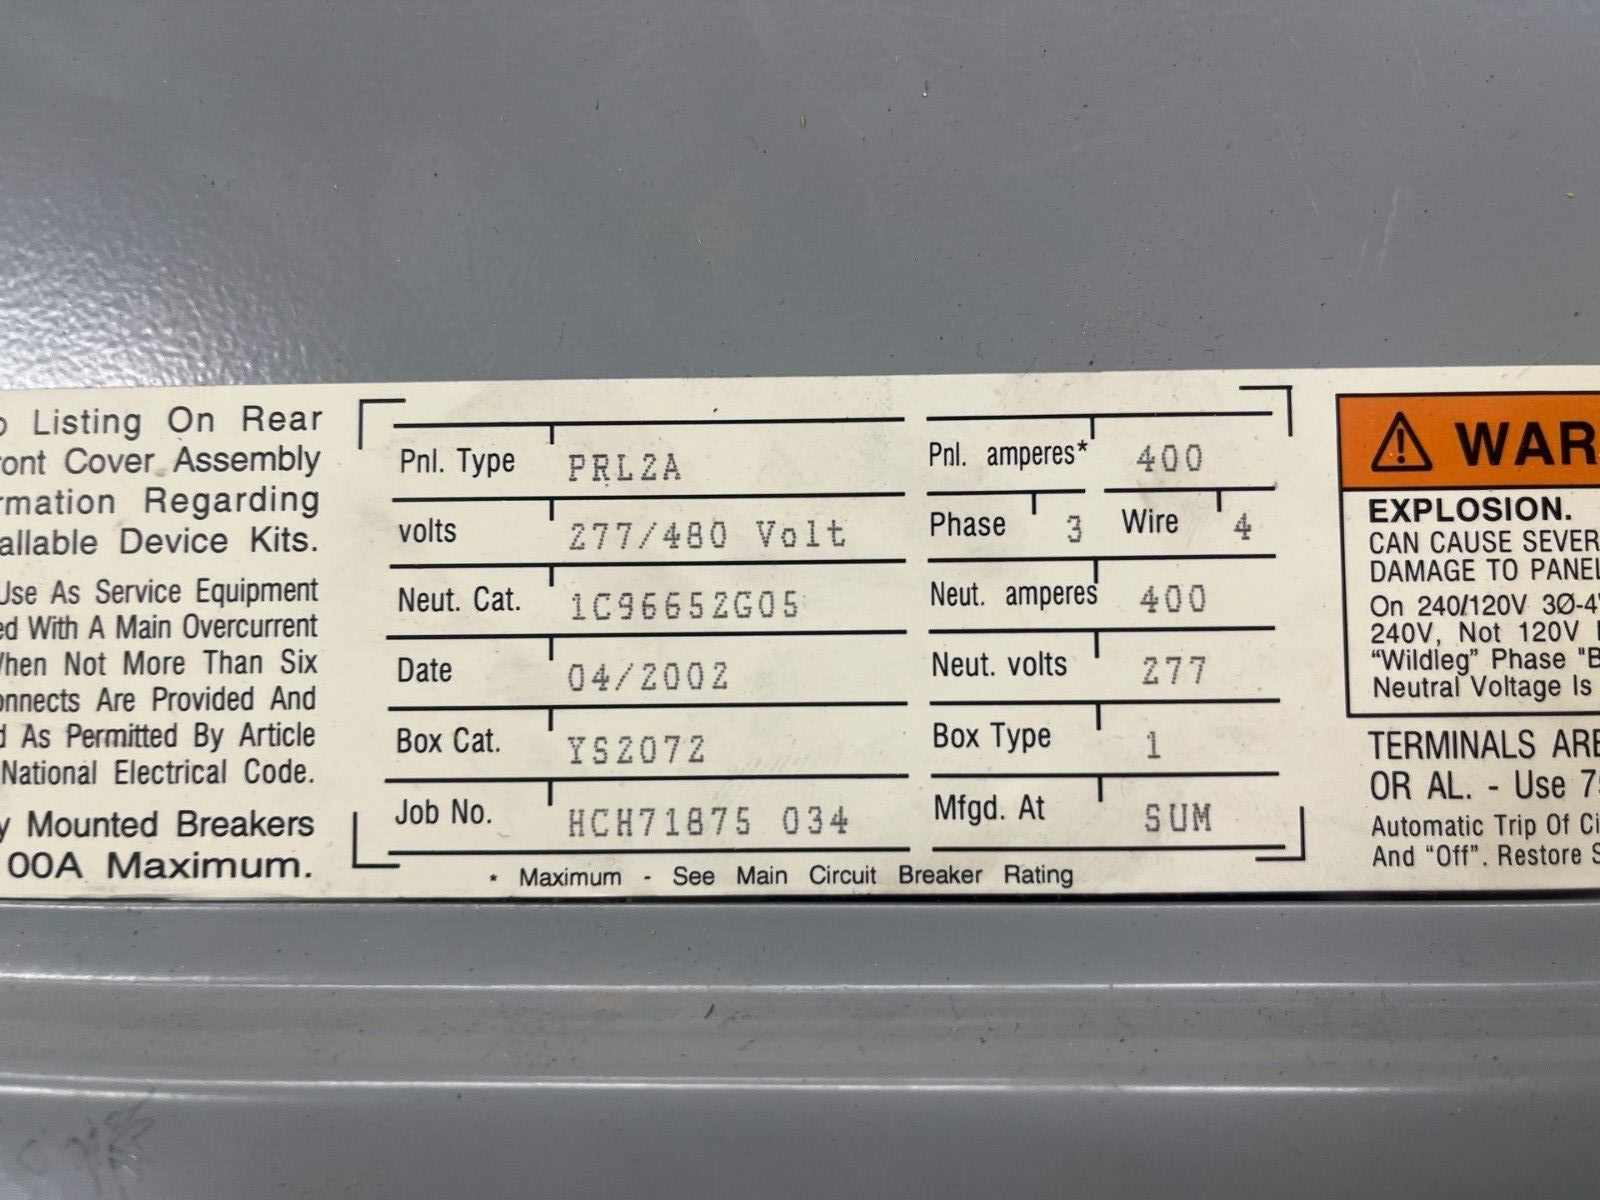 Listing On Rear
Cover Assembly
Regarding
Device Kits.
Use As Service Equipment
With A Main Overcurrent
When Not More Than Six
Are Provided And
As Permitted By Article
National Electrical Code.
Mounted Breakers
00A Maximum.
Pnl. Type PRL2A
volts 277/480 Volt
Neut. Cat. 1C96652G05
Date 04/2002
Box Cat. YS2072
Job No. HCH71875 034
Pnl. amperes* 400
Phase 3 Wire 4
Neut. amperes 400
Neut. volts 277
Box Type 1
Mfgd. At SUM
* Maximum - See Main Circuit Breaker Rating
WAR
EXPLOSION.
CAN CAUSE SEVER
DAMAGE TO PANEL
On 240/120V 3Ø-4
240V, Not 120V
"Wildleg" Phase "B
Neutral Voltage Is
TERMINALS ARE
OR AL. - Use 7
Automatic Trip Of Ci
And "Off". Restore S